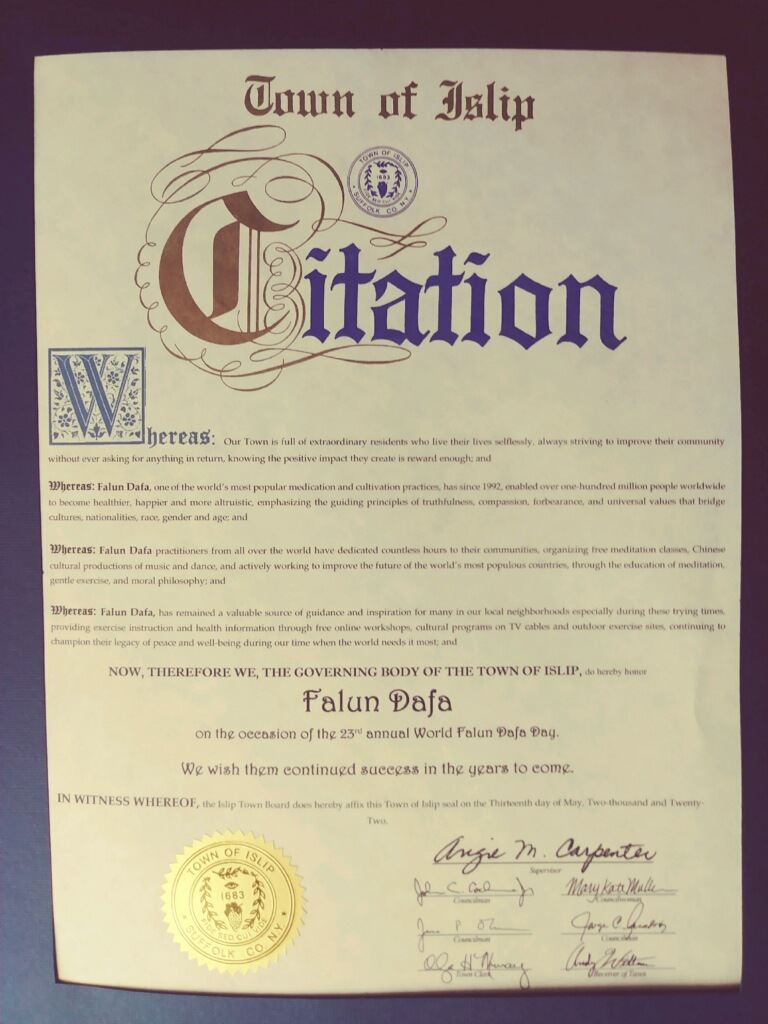 Town of Islip
TOWN OF ISLIP
1683
SUFFOLK CO. N.Y.
Citation
Whereas: Our Town is full of extraordinary residents who live their lives selflessly, always striving to improve their community
without ever asking for anything in return, knowing the positive impact they create is reward enough; and
Whereas: Falun Dafa, one of the world's most popular medication and cultivation practices, has since 1992, enabled over one-hundred million people worldwide
to become healthier, happier and more altruistic, emphasizing the guiding principles of truthfulness, compassion, forbearance, and universal values that bridge
cultures, nationalities, race, gender and age; and
Whereas: Falun Dafa practitioners from all over the world have dedicated countless hours to their communities, organizing free meditation classes, Chinese
cultural productions of music and dance, and actively working to improve the future of the world's most populous countries, through the education of meditation,
gentle exercise, and moral philosophy; and
Whereas: Falun Dafa, has remained a valuable source of guidance and inspiration for many in our local neighborhoods especially during these trying times,
providing exercise instruction and health information through free online workshops, cultural programs on TV cables and outdoor exercise sites, continuing to
champion their legacy of peace and well-being during our time when the world needs it most; and
NOW, THEREFORE WE, THE GOVERNING BODY OF THE TOWN OF ISLIP, do hereby honor
Falun Dafa
on the occasion of the 23rd annual World Falun Dafa Day.
We wish them continued success in the years to come.
IN WITNESS WHEREOF, the Islip Town Board does hereby affix this Town of Islip seal on the Thirteenth day of May, Two-thousand and Twenty-
Two.
TOWN OF ISLIP
1683
SUFFOLK CO. N.Y.
Angie M. Carpenter
Supervisor
Councilman
Mary Kate Mullen
Councilwoman
Councilman
Councilman
Town Clerk
Receiver of Taxes